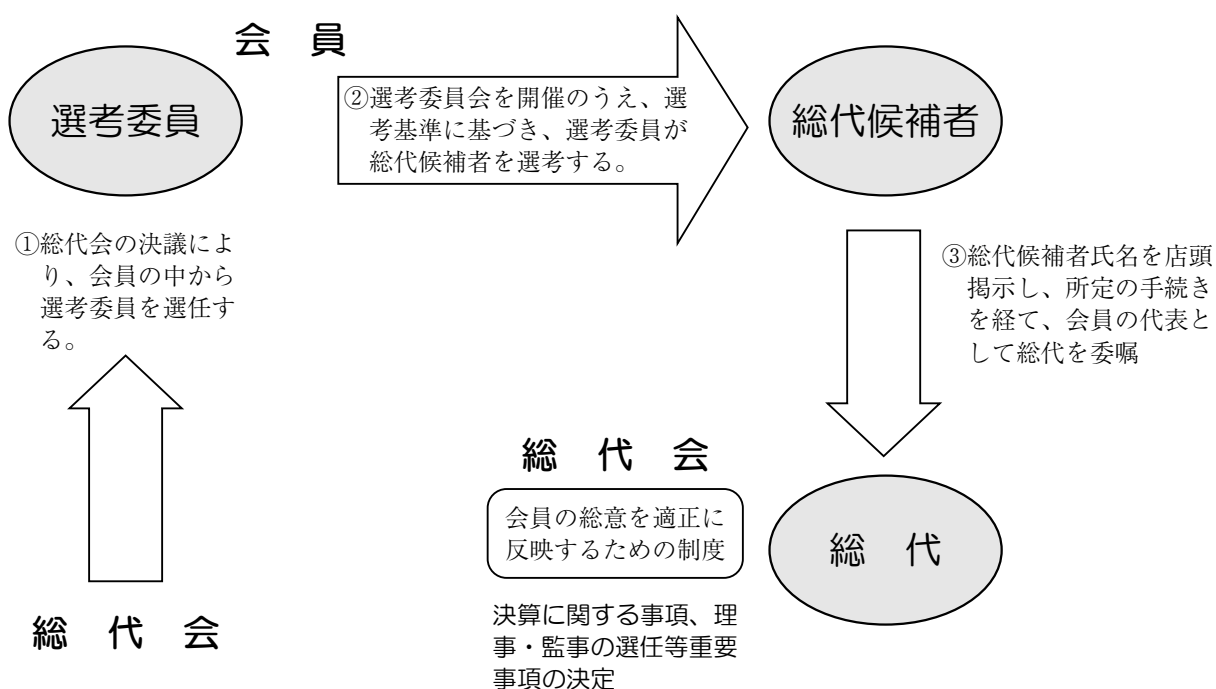 会　員
選考委員
②選考委員会を開催のうえ、選
考基準に基づき、選考委員が
総代候補者を選考する。
総代候補者
①総代会の決議によ
り、会員の中から
選考委員を選任す
る。
③総代候補者氏名を店頭
掲示し、所定の手続き
を経て、会員の代表と
して総代を委嘱
総　代　会
会員の総意を適正に
反映するための制度
総　代
決算に関する事項、理
事・監事の選任等重要
事項の決定
総　代　会